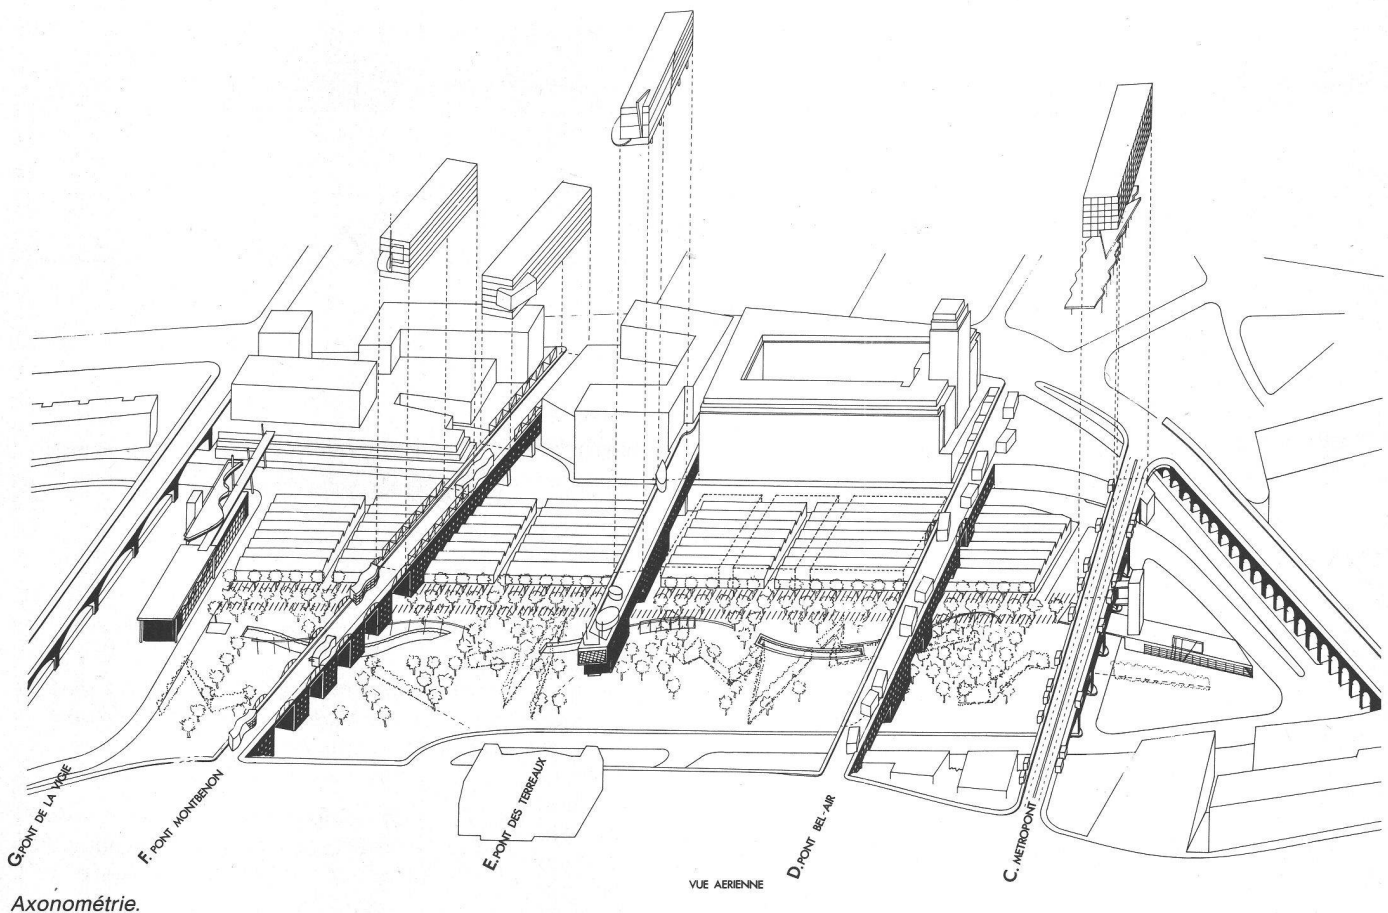 G. PONT DE LA VIGIE
F. PONT MONTBENON
E. PONT DES TERREAUX
D. PONT BEL-AIR
C. METROPONT
VUE AERIENNE
Axonométrie.